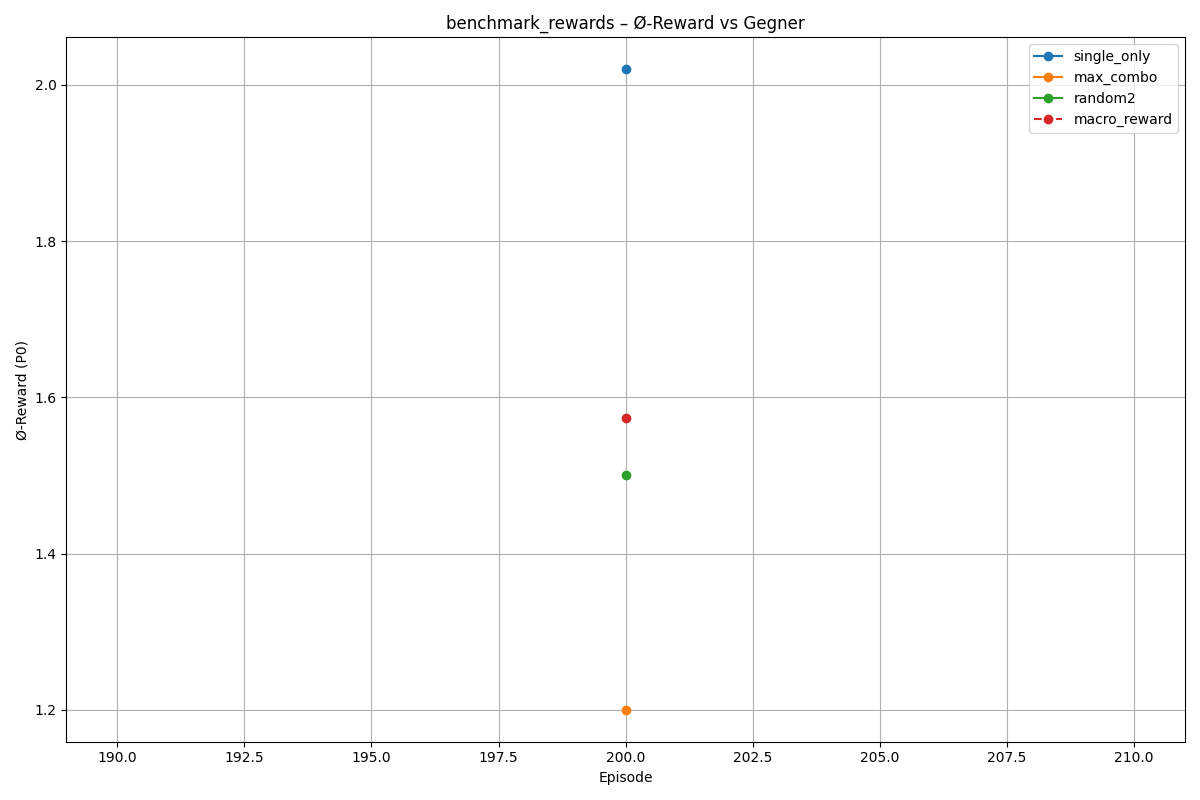 benchmark_rewards – Ø-Reward vs Gegner
single_only
max_combo
random2
macro_reward
Ø-Reward (P0)
2.0
1.8
1.6
1.4
1.2
190.0 192.5 195.0 197.5 200.0 202.5 205.0 207.5 210.0
Episode